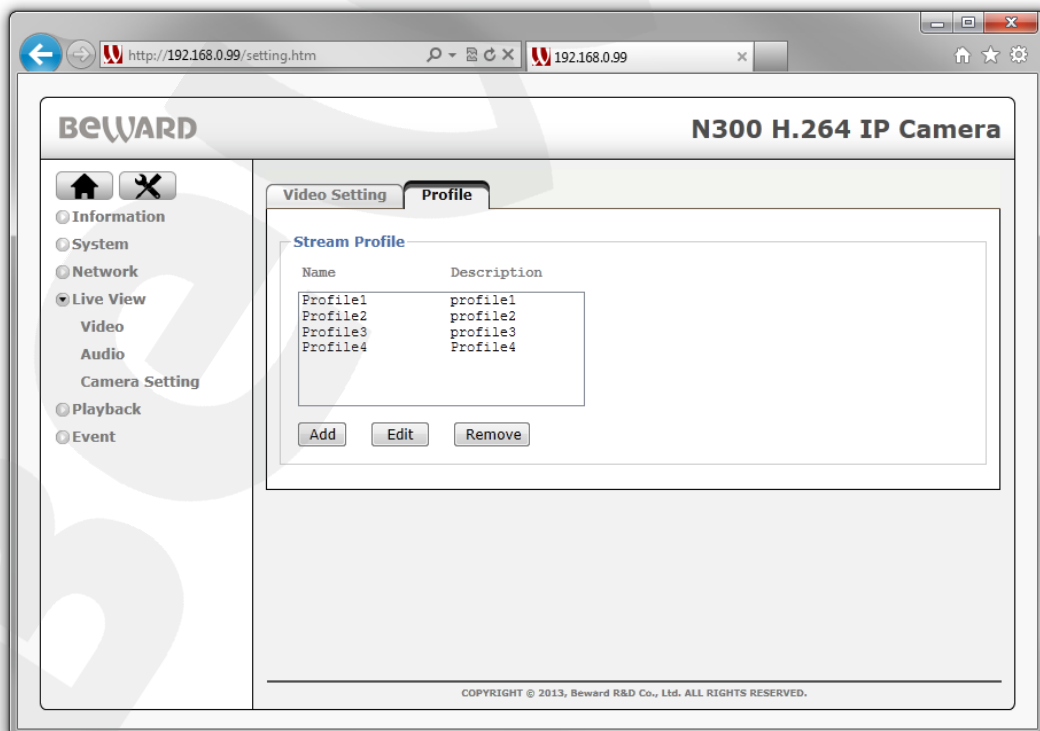 http://192.168.0.99/setting.htm
192.168.0.99
BEWARD
N300 H.264 IP Camera
Information
System
Network
Live View
Video
Audio
Camera Setting
Playback
Event
Video Setting
Profile
Stream Profile
Name Description
Profile1 profile1
Profile2 profile2
Profile3 profile3
Profile4 Profile4
Add Edit Remove
COPYRIGHT © 2013, Beward R&D Co., Ltd. ALL RIGHTS RESERVED.